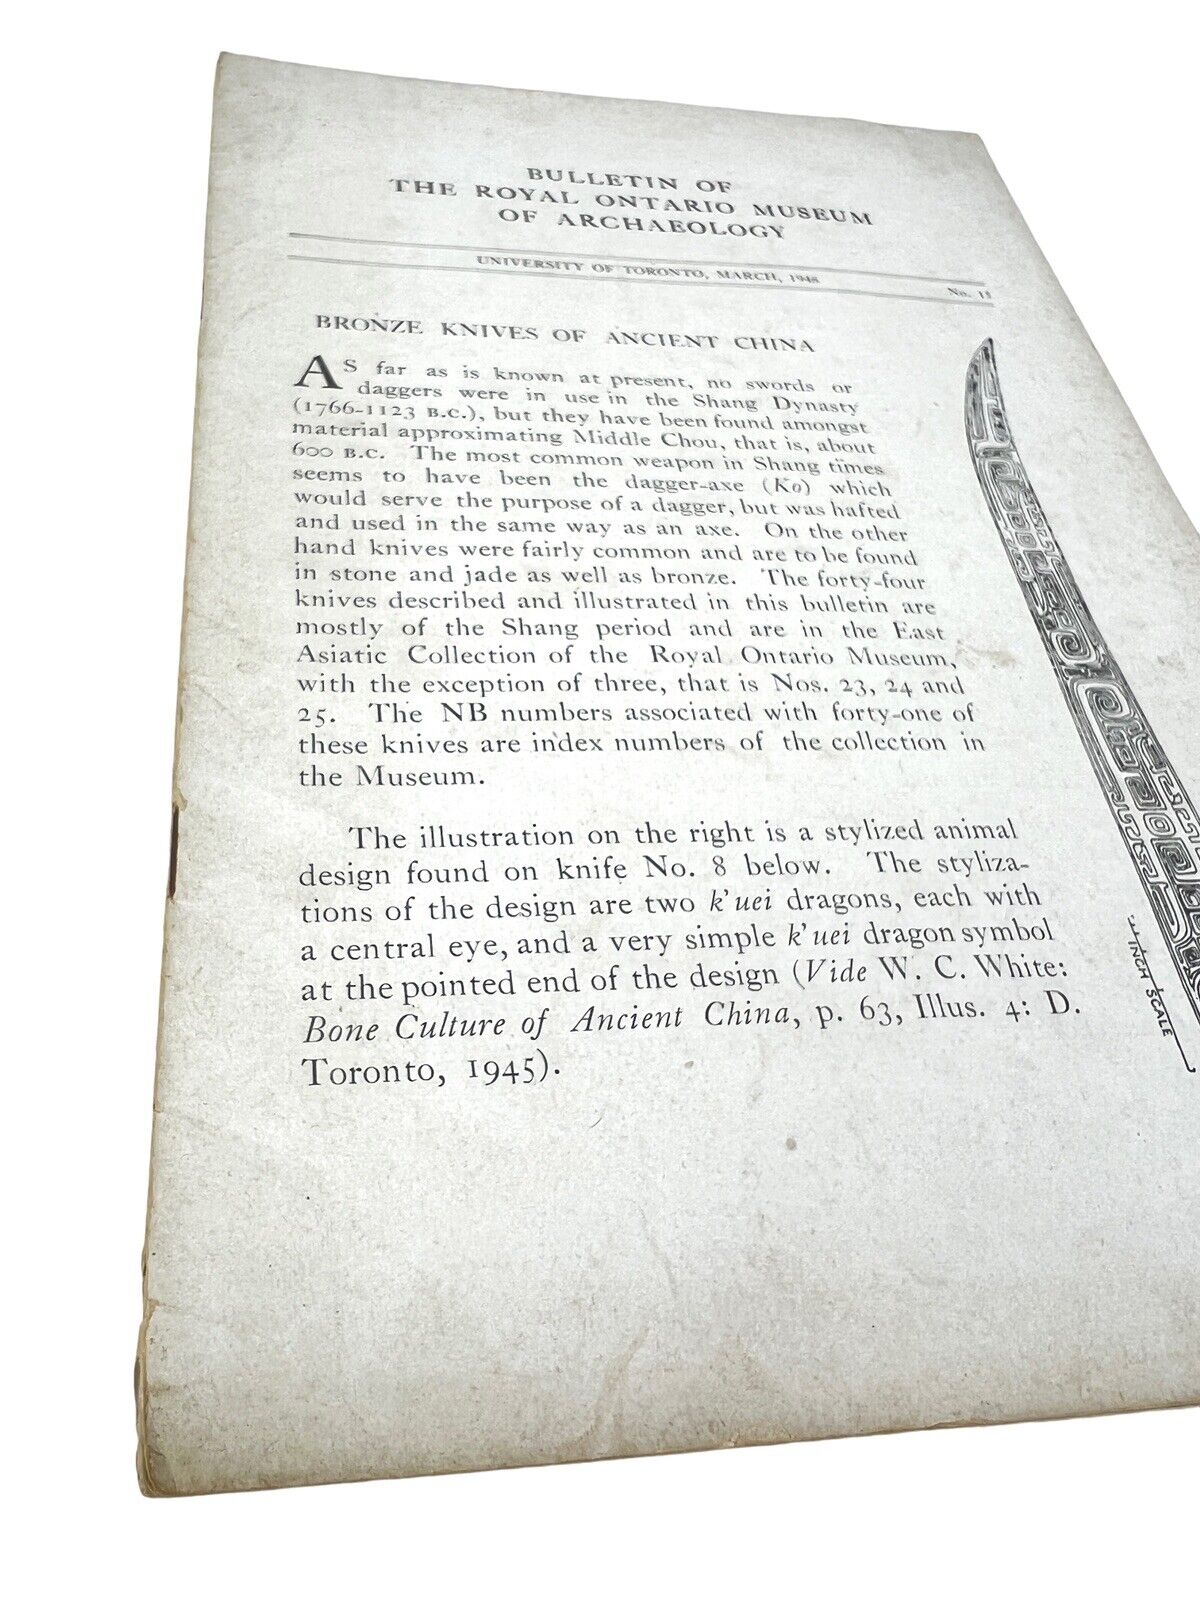 BULLETIN OF
THE ROYAL ONTARIO MUSEUM
OF ARCHAEOLOGY
UNIVERSITY OF TORONTO, MARCH, 1948 No. 15
BRONZE KNIVES OF ANCIENT CHINA
AS far as is known at present, no swords or
daggers were in use in the Shang Dynasty
(1766-1123 B.C.), but they have been found amongst
material approximating Middle Chou, that is, about
600 B.C. The most common weapon in Shang times
seems to have been the dagger-axe (Ko) which
would serve the purpose of a dagger, but was hafted
and used in the same way as an axe. On the other
hand knives were fairly common and are to be found
in stone and jade as well as bronze. The forty-four
knives described and illustrated in this bulletin are
mostly of the Shang period and are in the East
Asiatic Collection of the Royal Ontario Museum,
with the exception of three, that is Nos. 23, 24 and
25. The NB numbers associated with forty-one of
these knives are index numbers of the collection in
the Museum.
The illustration on the right is a stylized animal
design found on knife No. 8 below. The styliza-
tions of the design are two k'uei dragons, each with
a central eye, and a very simple k'uei dragon symbol
at the pointed end of the design (Vide W. C. White:
Bone Culture of Ancient China, p. 63, Illus. 4: D.
Toronto, 1945).
INCH SCALE